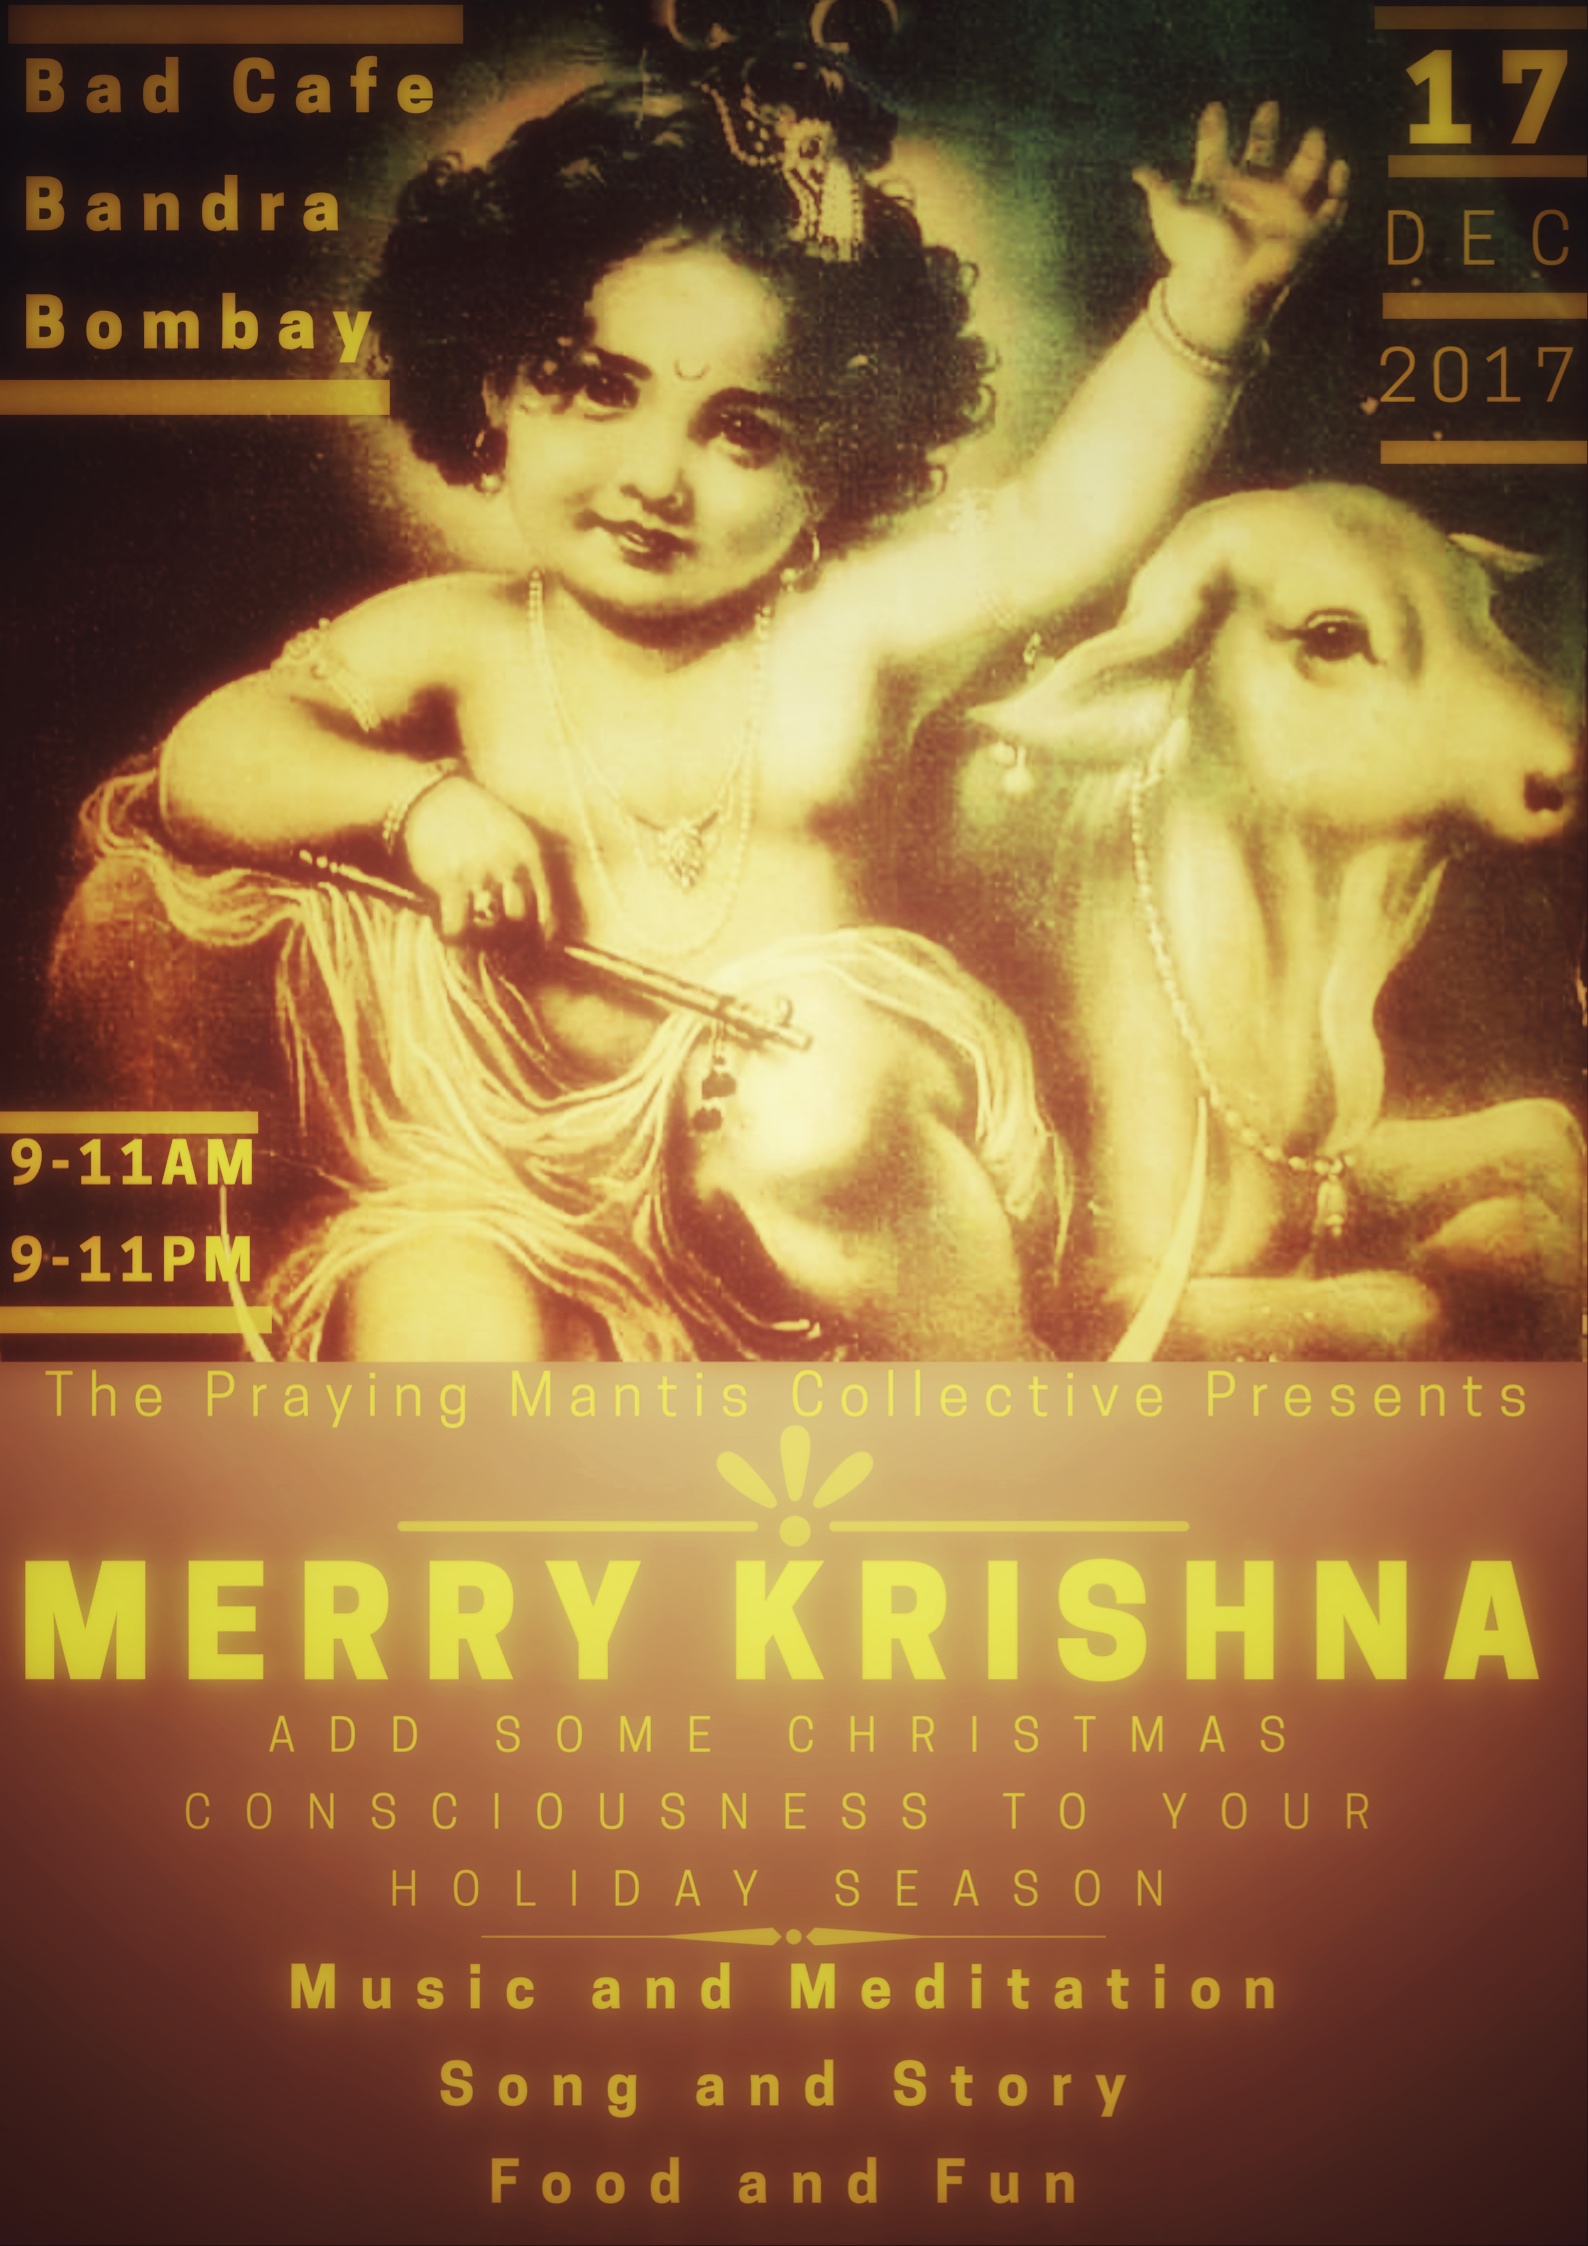 Bad Cafe
Bandra
Bombay
17
DEC
2017
9-11AM
9-11PM
The Praying Mantis Collective Presents
MERRY KRISHNA
ADD SOME CHRISTMAS
CONSCIOUSNESS TO YOUR
HOLIDAY SEASON
Music and Meditation
Song and Story
Food and Fun